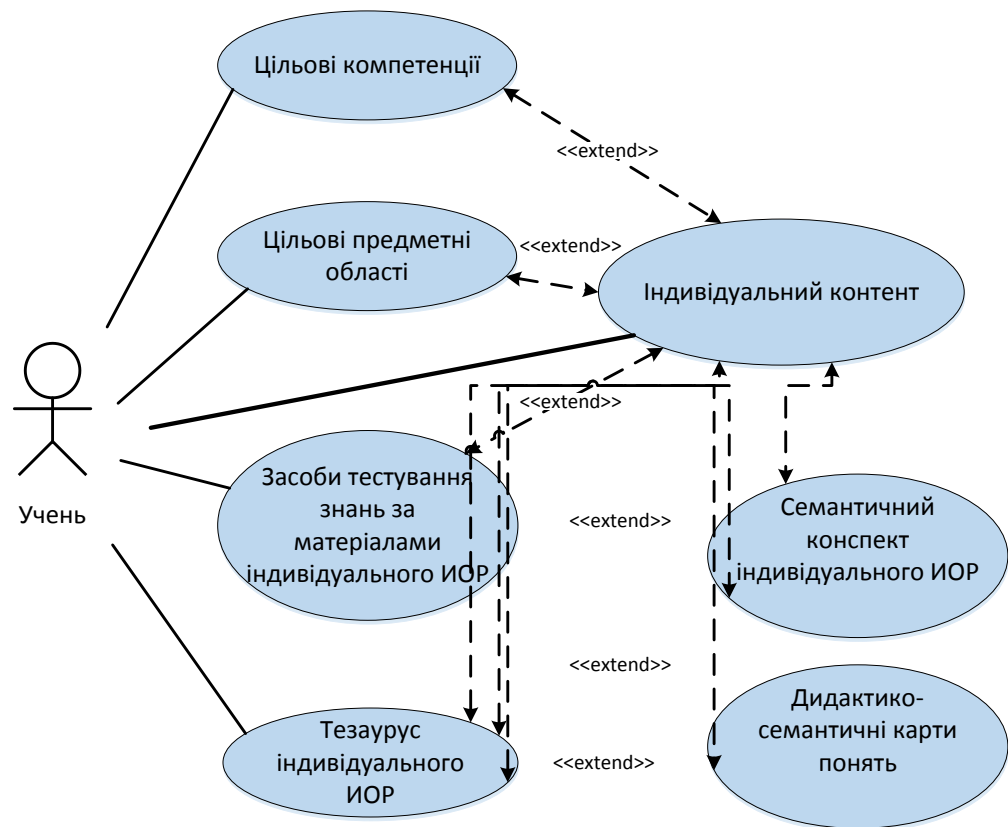 Цільові компетенції
<<extend>>
Цільові предметні
області
<<extend>>
Індивідуальний контент
<<extend>>
Учень
Засоби тестування
знань за
матеріалами
індивідуального ИОР
<<extend>>
Семантичний
конспект
індивідуального ИОР
<<extend>>
Дидактико-
семантичні карти
понять
Тезаурус
індивідуального
ИОР
<<extend>>